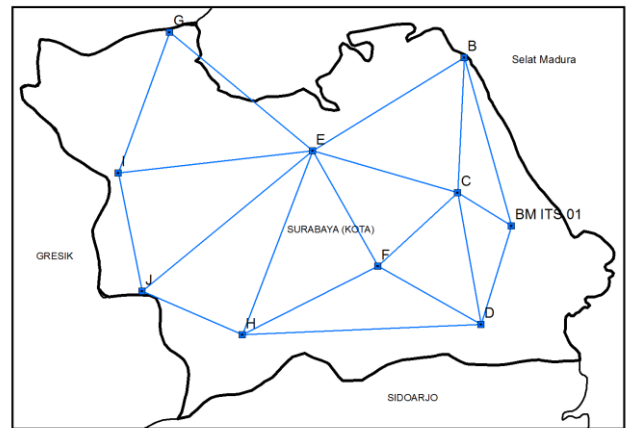 G
B
Selat Madura
E
I
C
BM ITS 01
SURABAYA (KOTA)
GRESIK
F
J
H
D
SIDOARJO